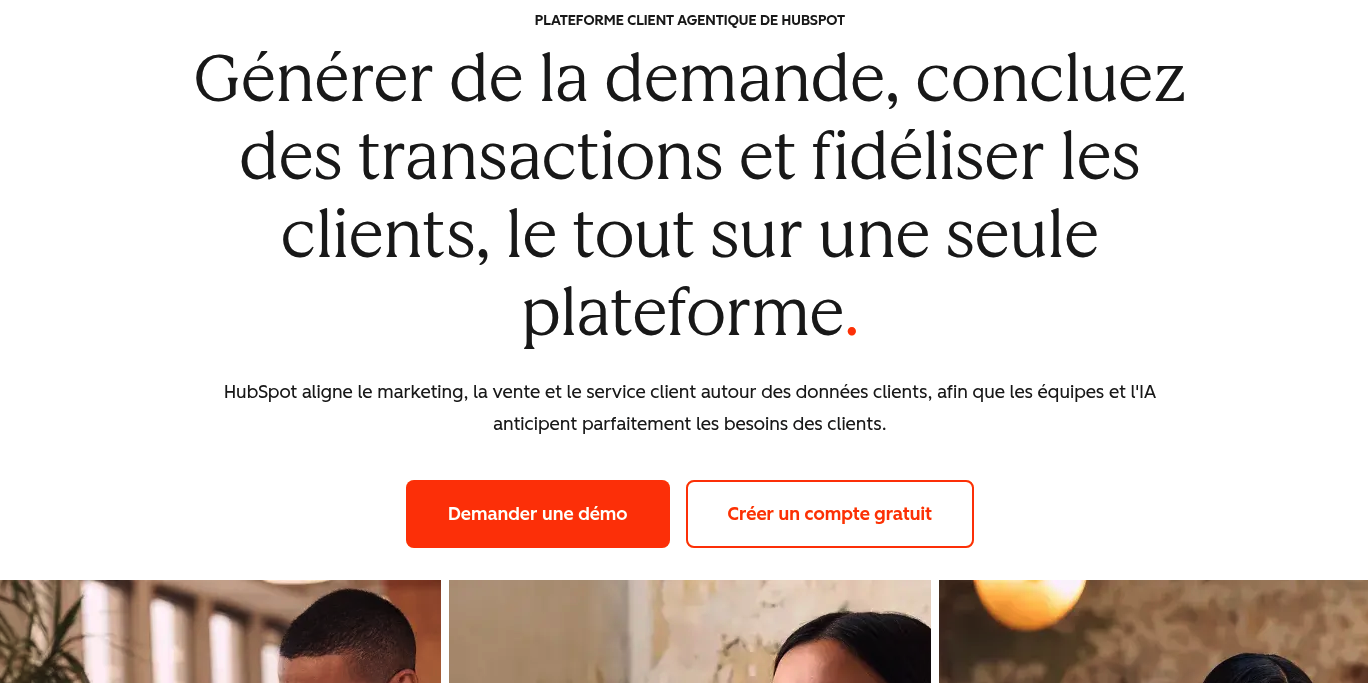 PLATEFORME CLIENT AGENTIQUE DE HUBSPOT
Générer de la demande, concluez
des transactions et fidéliser les
clients, le tout sur une seule
plateforme.
HubSpot aligne le marketing, la vente et le service client autour des données clients, afin que les équipes et l'IA
anticipent parfaitement les besoins des clients.
Demander une démo
Créer un compte gratuit